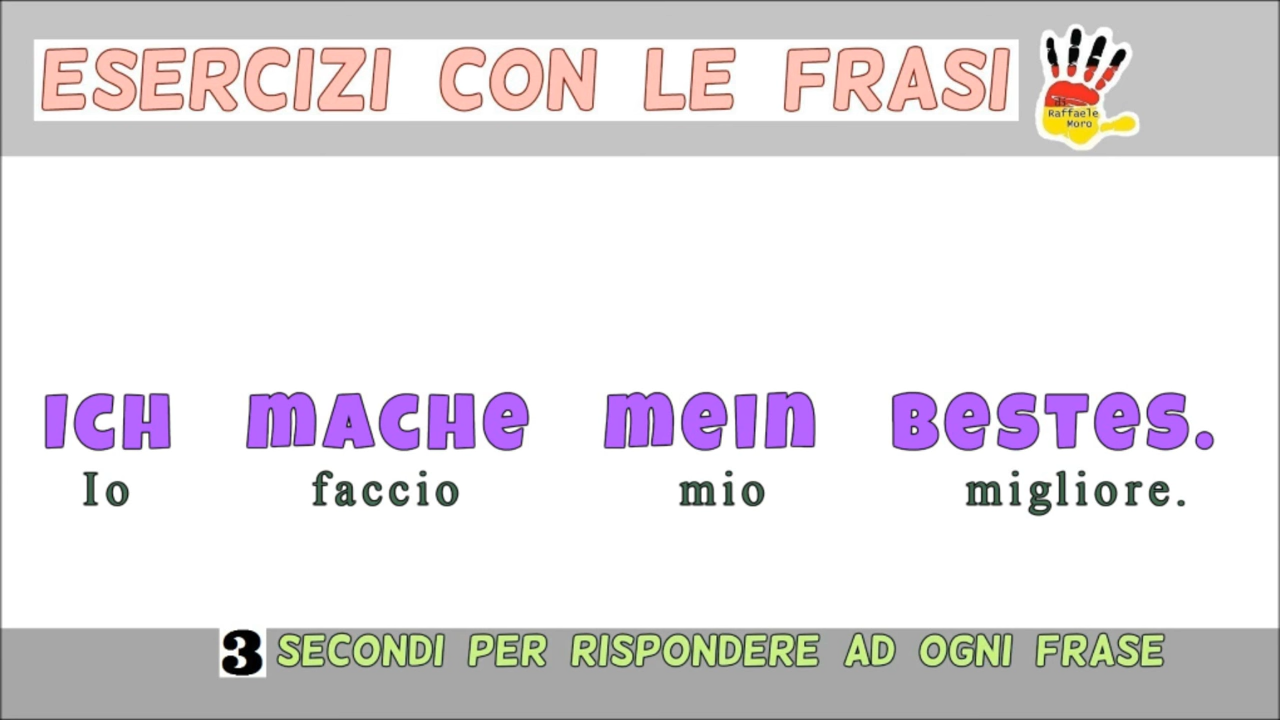 ESERCIZI CON LE FRASI
Raffaele
Moro
ICH MACHE MEIN BESTES.
Io faccio mio migliore.
3 SECONDI PER RISPONDERE AD OGNI FRASE